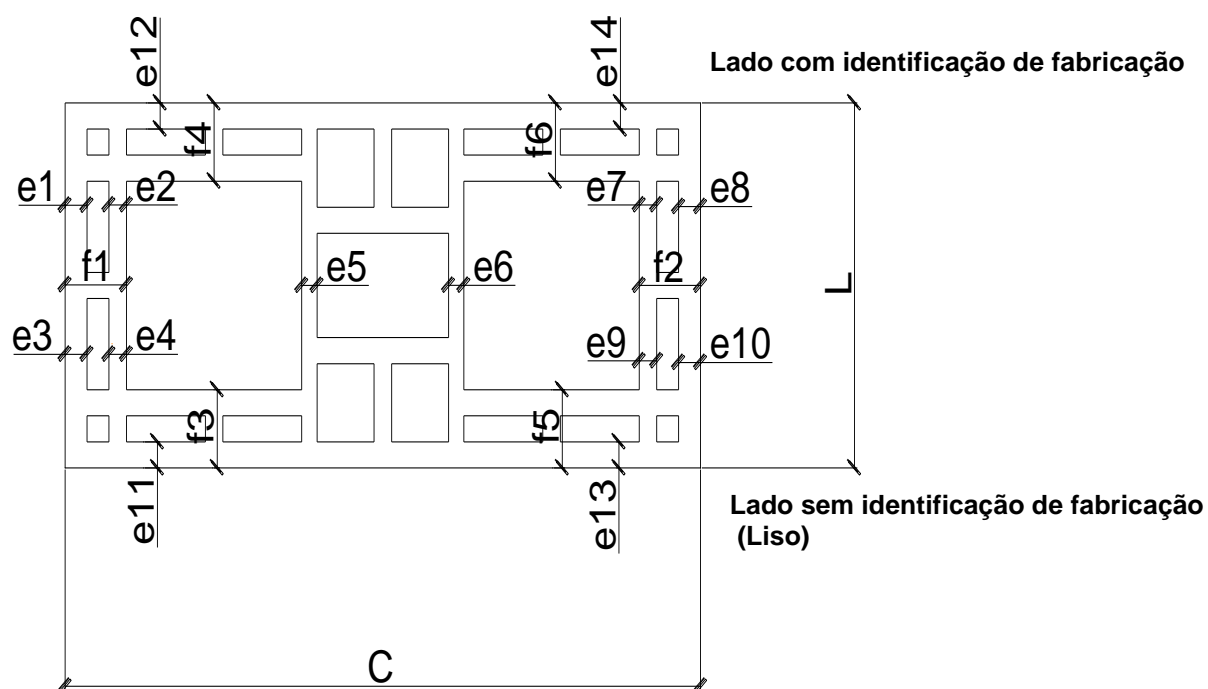 e12
e14
Lado com identificação de fabricação
f4
f6
e1
e2
e7
e8
f1
e5
e6
f2
L
e3
e4
e9
e10
f3
f5
e11
e13
Lado sem identificação de fabricação
(Liso)
C